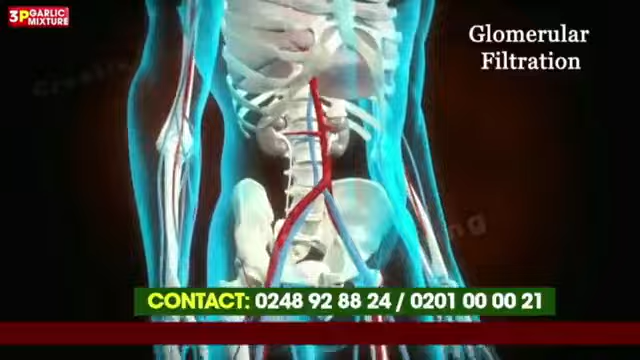 3P GARLIC
MIXTURE
Glomerular
Filtration
CONTACT: 0248 92 88 24 / 0201 00 00 21